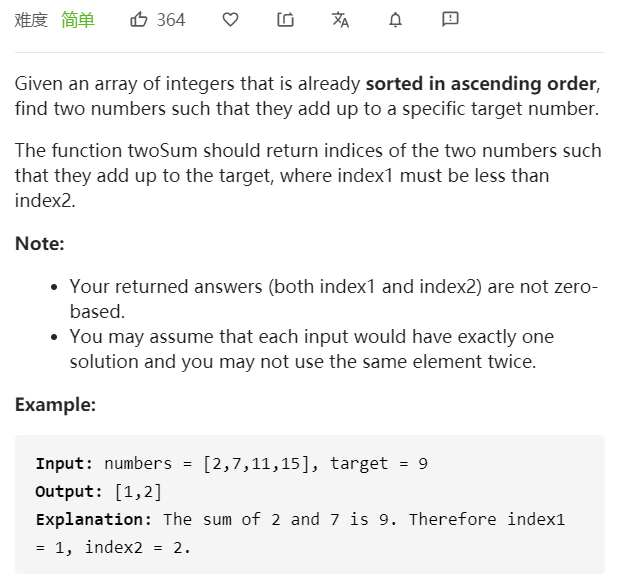 难度 简单 364
Given an array of integers that is already sorted in ascending order,
find two numbers such that they add up to a specific target number.
The function twoSum should return indices of the two numbers such
that they add up to the target, where index1 must be less than
index2.
Note:
• Your returned answers (both index1 and index2) are not zero-
based.
• You may assume that each input would have exactly one
solution and you may not use the same element twice.
Example:
Input: numbers = [2,7,11,15], target = 9
Output: [1,2]
Explanation: The sum of 2 and 7 is 9. Therefore index1
= 1, index2 = 2.